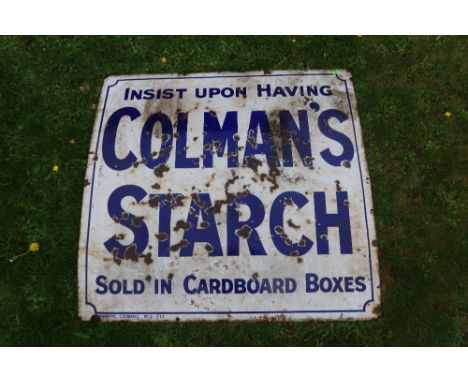 INSIST UPON HAVING
COLMAN'S
STARCH
SOLD IN CARDBOARD BOXES